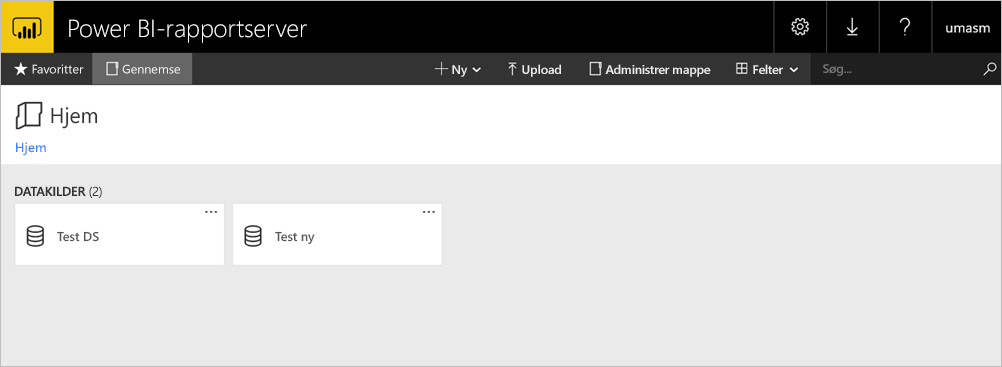 Power BI-rapportserver
? umasm
Favoritter Gennemse Ny Upload Administrer mappe Felter Søg...
Hjem
Hjem
DATAKILDER (2)
Test DS ... Test ny ...